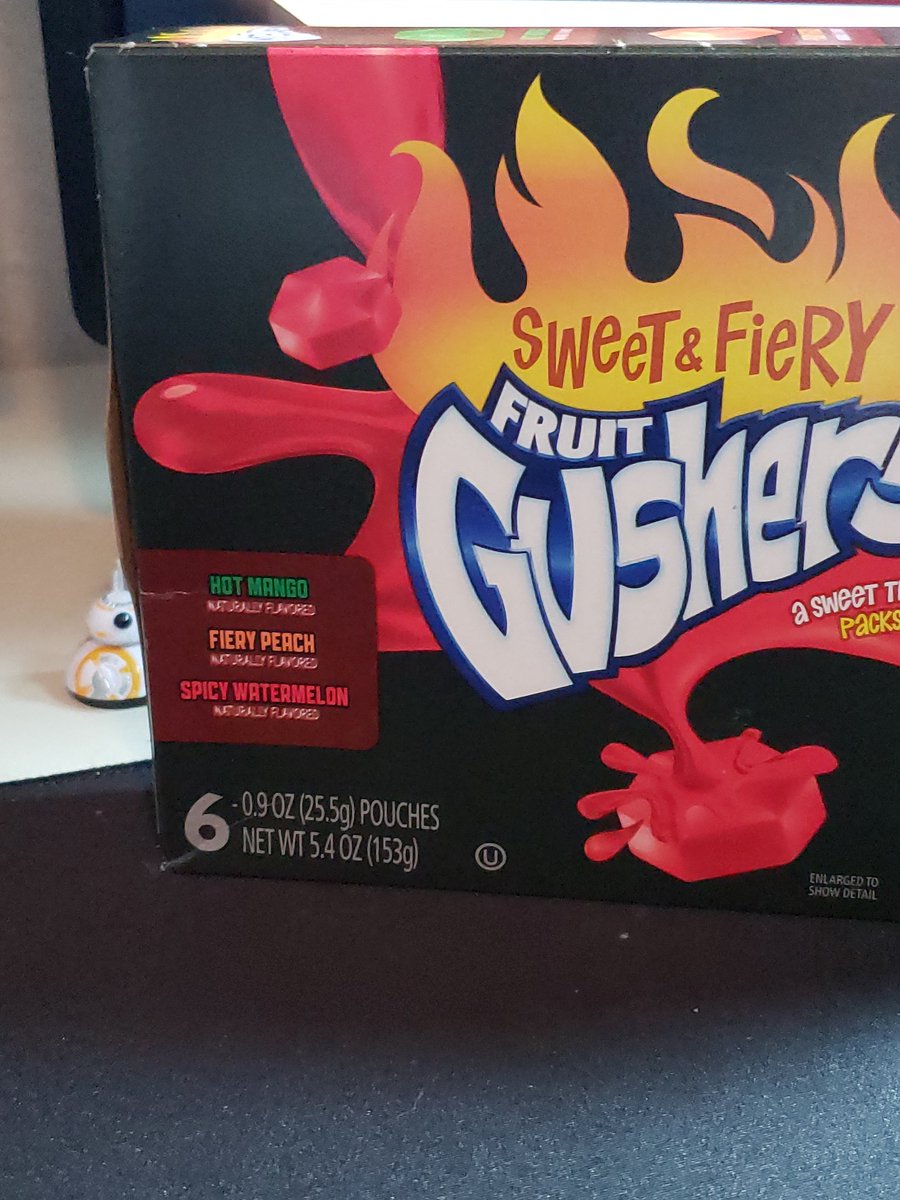 SWEET & FIERY
FRUIT
Gushers
a sweet
packs
HOT MANGO
NATURALLY FLAVORED
FIERY PEACH
NATURALLY FLAVORED
SPICY WATERMELON
NATURALLY FLAVORED
6 - 0.9 OZ (25.5g) POUCHES
NET WT 5.4 OZ (153g)
U
ENLARGED TO
SHOW DETAIL